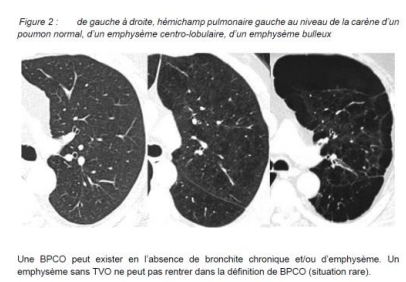 Figure 2 : de gauche à droite, hémichamp pulmonaire gauche au niveau de la carène d'un
poumon normal, d'un emphysème centro-lobulaire, d'un emphysème bulleux
Une BPCO peut exister en l'absence de bronchite chronique et/ou d'emphysème. Un
emphysème sans TVO ne peut pas rentrer dans la définition de BPCO (situation rare).